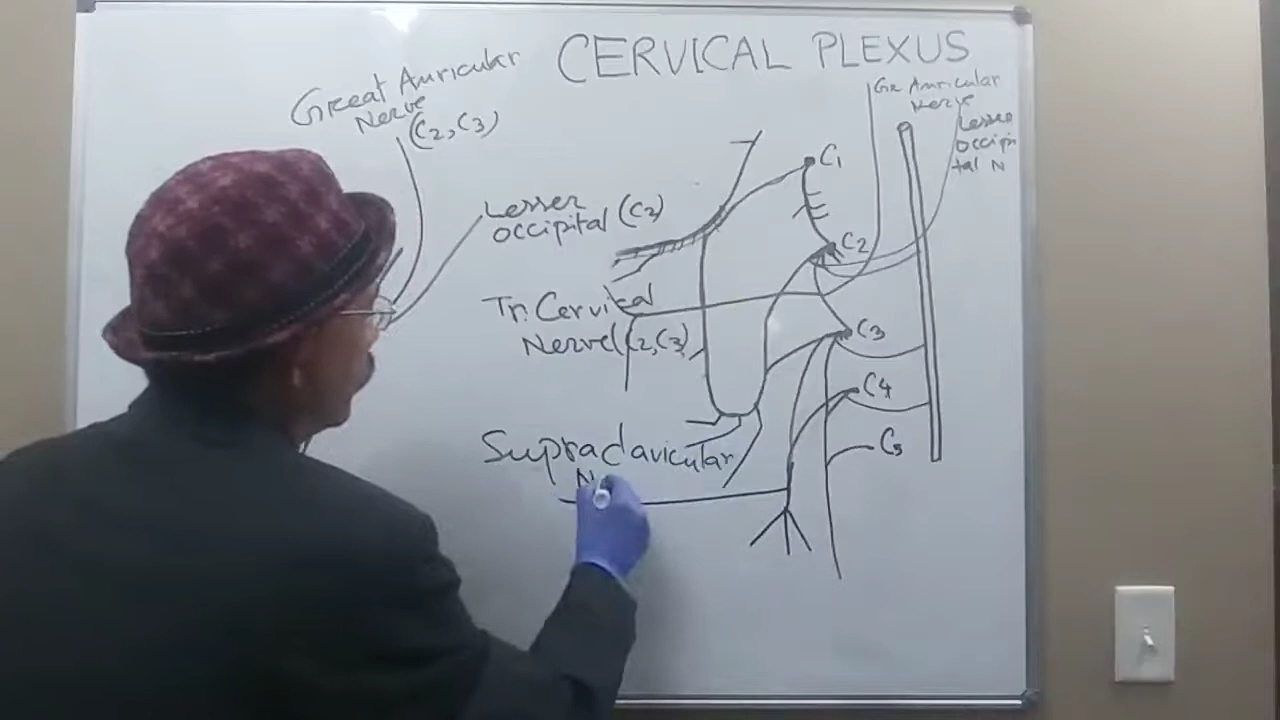 CERVICAL PLEXUS
Great Auricular
Nerve
(C2, C3)
Gr Auricular
Nerve
Lesser
occipi
tal N
C1
Lesser
occipital (C2)
C2
Tr. Cervical
Nerve (C2, C3)
C3
C4
C5
Supraclavicular
N